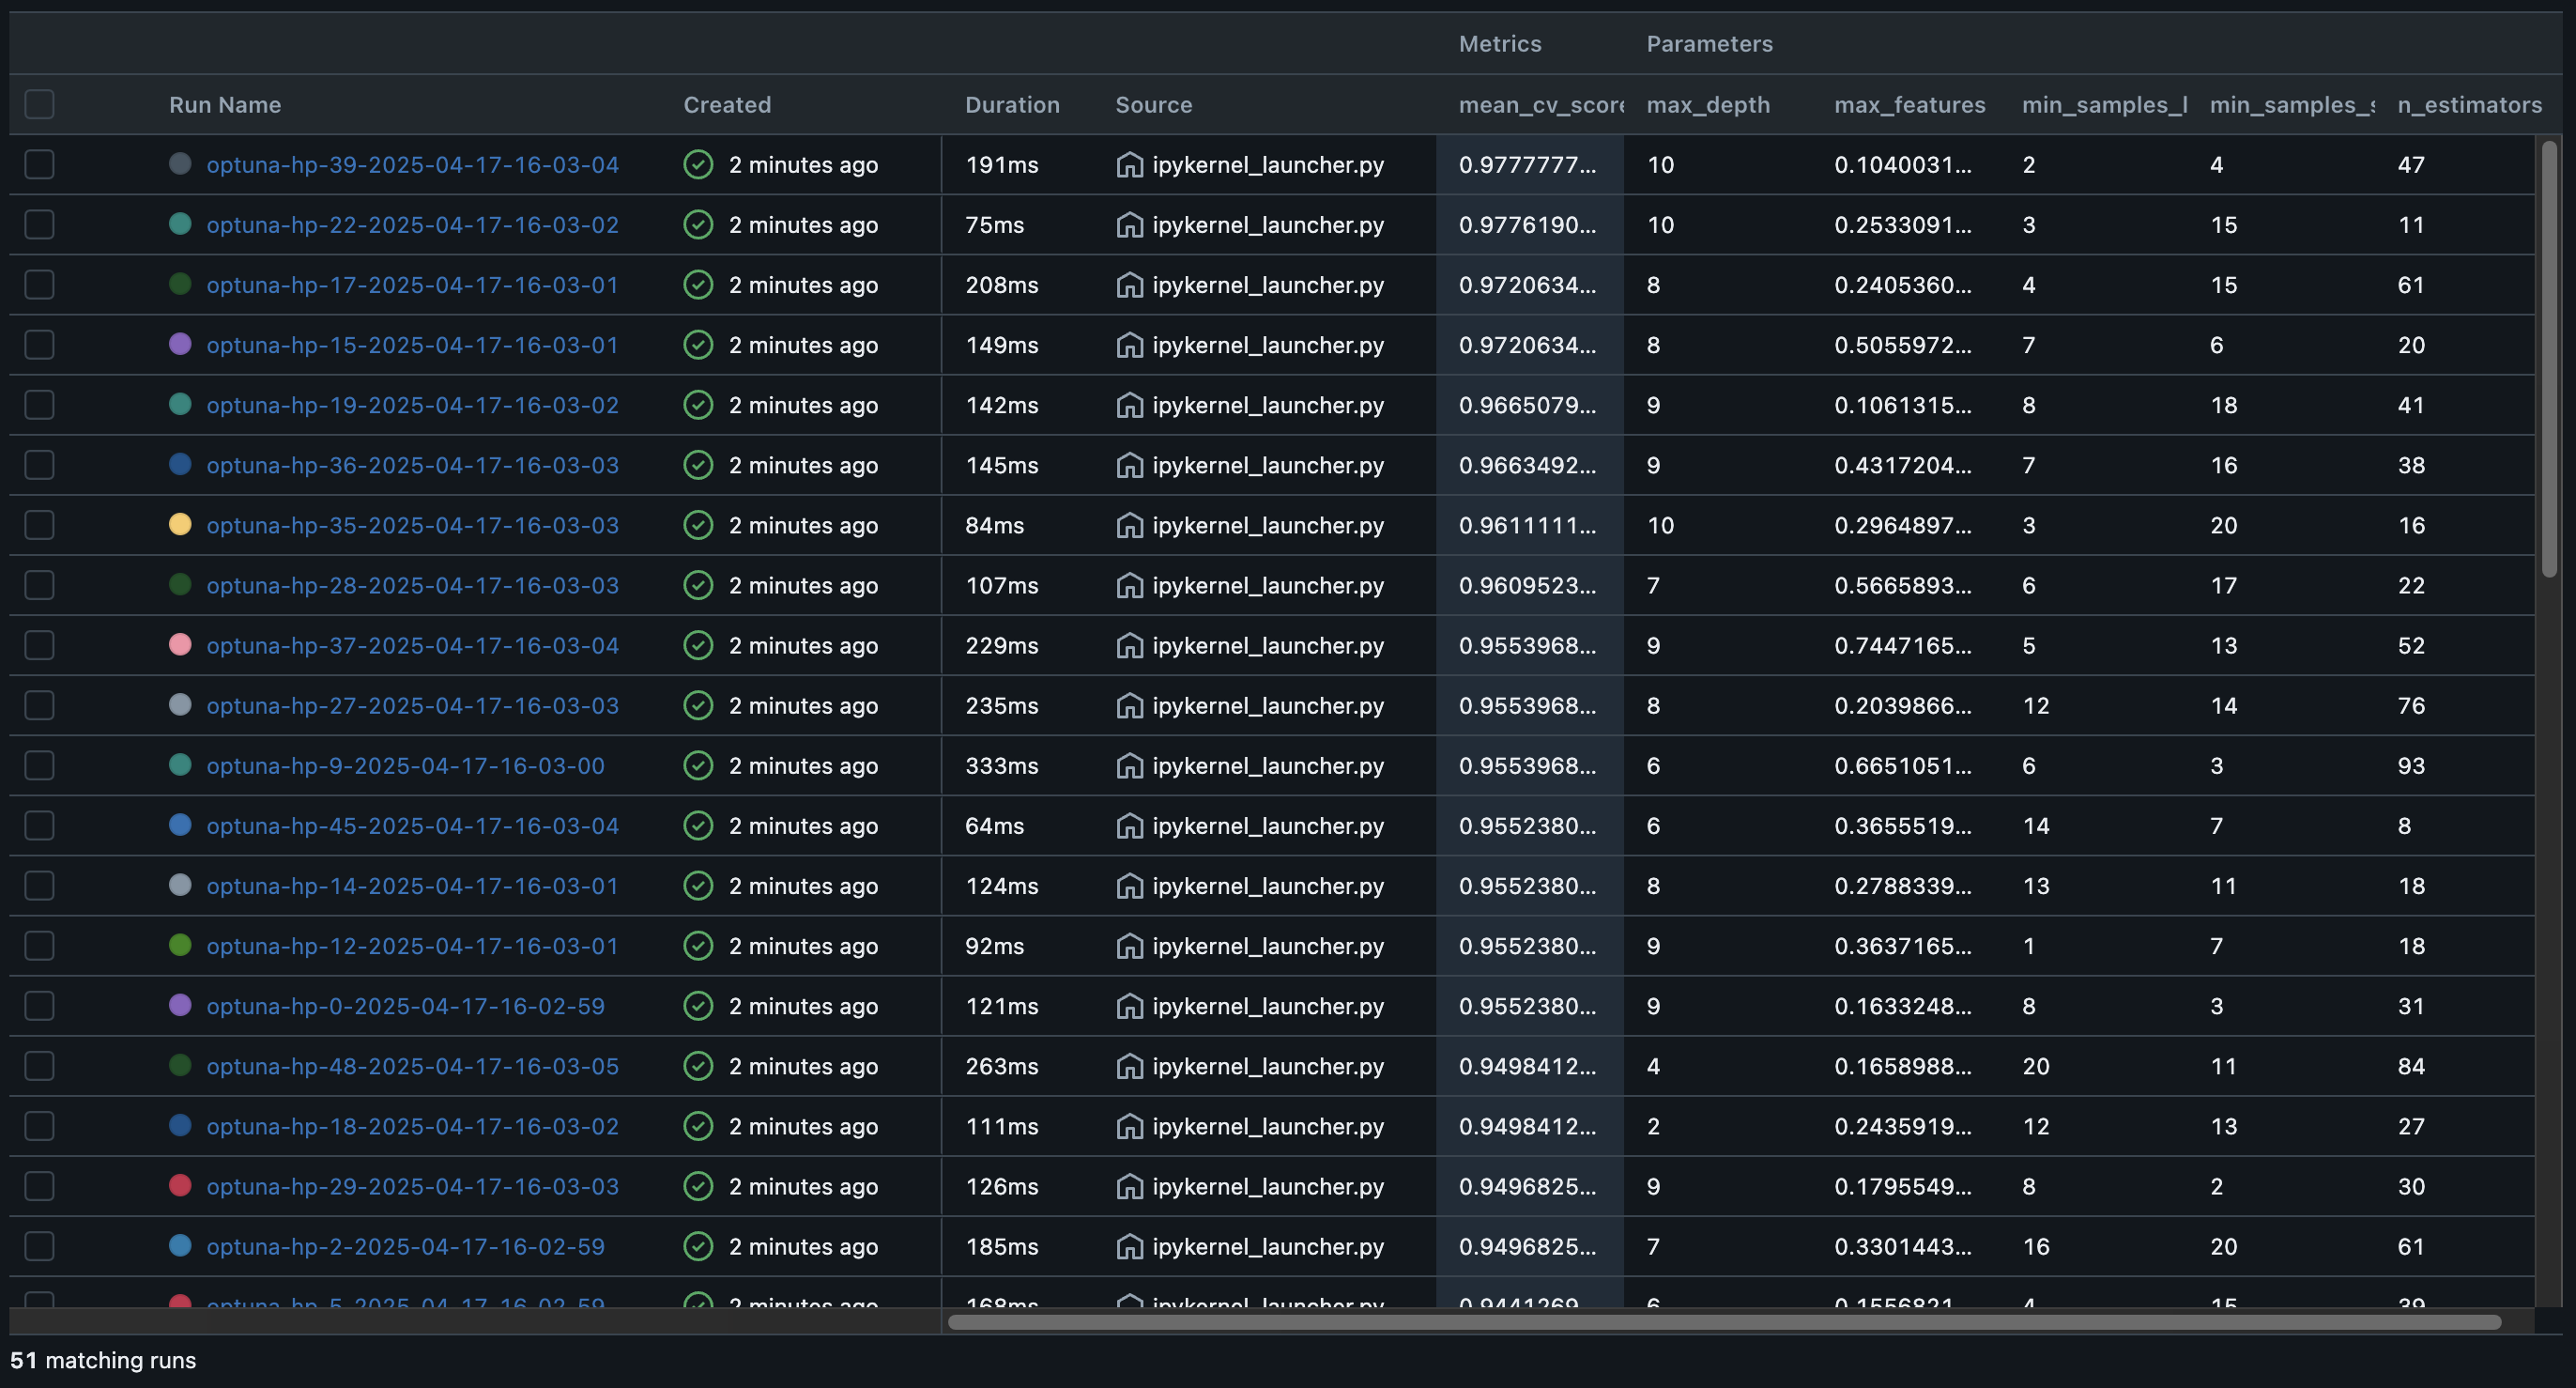 Metrics Parameters
Run Name Created Duration Source mean_cv_score max_depth max_features min_samples_l min_samples_s n_estimators
optuna-hp-39-2025-04-17-16-03-04 2 minutes ago 191ms ipykernel_launcher.py 0.9777777... 10 0.1040031... 2 4 47
optuna-hp-22-2025-04-17-16-03-02 2 minutes ago 75ms ipykernel_launcher.py 0.9776190... 10 0.2533091... 3 15 11
optuna-hp-17-2025-04-17-16-03-01 2 minutes ago 208ms ipykernel_launcher.py 0.9720634... 8 0.2405360... 4 15 61
optuna-hp-15-2025-04-17-16-03-01 2 minutes ago 149ms ipykernel_launcher.py 0.9720634... 8 0.5055972... 7 6 20
optuna-hp-19-2025-04-17-16-03-02 2 minutes ago 142ms ipykernel_launcher.py 0.9665079... 9 0.1061315... 8 18 41
optuna-hp-36-2025-04-17-16-03-03 2 minutes ago 145ms ipykernel_launcher.py 0.9663492... 9 0.4317204... 7 16 38
optuna-hp-35-2025-04-17-16-03-03 2 minutes ago 84ms ipykernel_launcher.py 0.9611111... 10 0.2964897... 3 20 16
optuna-hp-28-2025-04-17-16-03-03 2 minutes ago 107ms ipykernel_launcher.py 0.9609523... 7 0.5665893... 6 17 22
optuna-hp-37-2025-04-17-16-03-04 2 minutes ago 229ms ipykernel_launcher.py 0.9553968... 9 0.7447165... 5 13 52
optuna-hp-27-2025-04-17-16-03-03 2 minutes ago 235ms ipykernel_launcher.py 0.9553968... 8 0.2039866... 12 14 76
optuna-hp-9-2025-04-17-16-03-00 2 minutes ago 333ms ipykernel_launcher.py 0.9553968... 6 0.6651051... 6 3 93
optuna-hp-45-2025-04-17-16-03-04 2 minutes ago 64ms ipykernel_launcher.py 0.9552380... 6 0.3655519... 14 7 8
optuna-hp-14-2025-04-17-16-03-01 2 minutes ago 124ms ipykernel_launcher.py 0.9552380... 8 0.2788339... 13 11 18
optuna-hp-12-2025-04-17-16-03-01 2 minutes ago 92ms ipykernel_launcher.py 0.9552380... 9 0.3637165... 1 7 18
optuna-hp-0-2025-04-17-16-02-59 2 minutes ago 121ms ipykernel_launcher.py 0.9552380... 9 0.1633248... 8 3 31
optuna-hp-48-2025-04-17-16-03-05 2 minutes ago 263ms ipykernel_launcher.py 0.9498412... 4 0.1658988... 20 11 84
optuna-hp-18-2025-04-17-16-03-02 2 minutes ago 111ms ipykernel_launcher.py 0.9498412... 2 0.2435919... 12 13 27
optuna-hp-29-2025-04-17-16-03-03 2 minutes ago 126ms ipykernel_launcher.py 0.9496825... 9 0.1795549... 8 2 30
optuna-hp-2-2025-04-17-16-02-59 2 minutes ago 185ms ipykernel_launcher.py 0.9496825... 7 0.3301443... 16 20 61
optuna-hp-5-2025-04-17-16-02-59 2 minutes ago 168ms ipykernel_launcher.py
51 matching runs